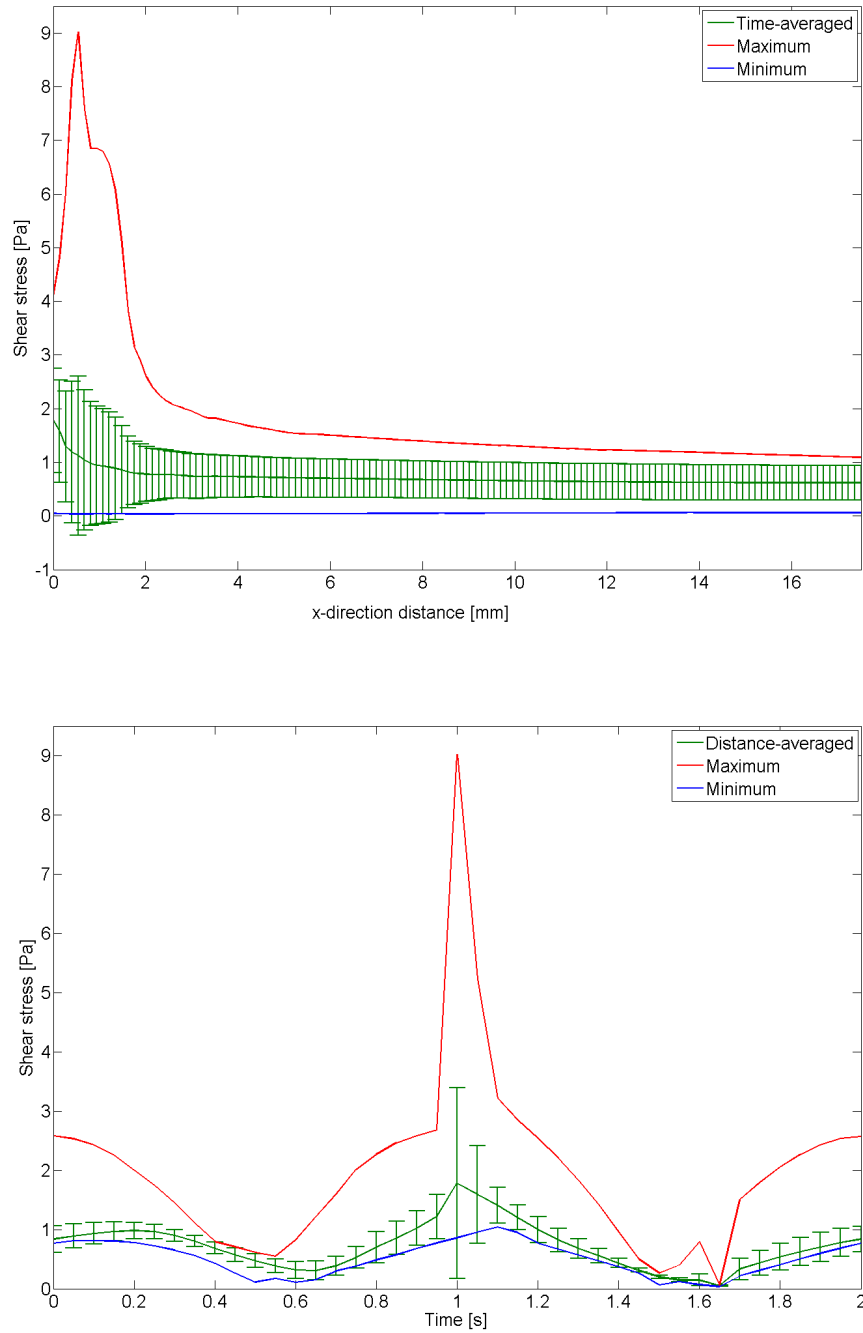 9
8
7
6
5
4
3
2
1
0
-1
Shear stress [Pa]
Time-averaged
Maximum
Minimum
0 2 4 6 8 10 12 14 16
x-direction distance [mm]
9
8
7
6
5
4
3
2
1
0
Shear stress [Pa]
Distance-averaged
Maximum
Minimum
0 0.2 0.4 0.6 0.8 1 1.2 1.4 1.6 1.8 2
Time [s]